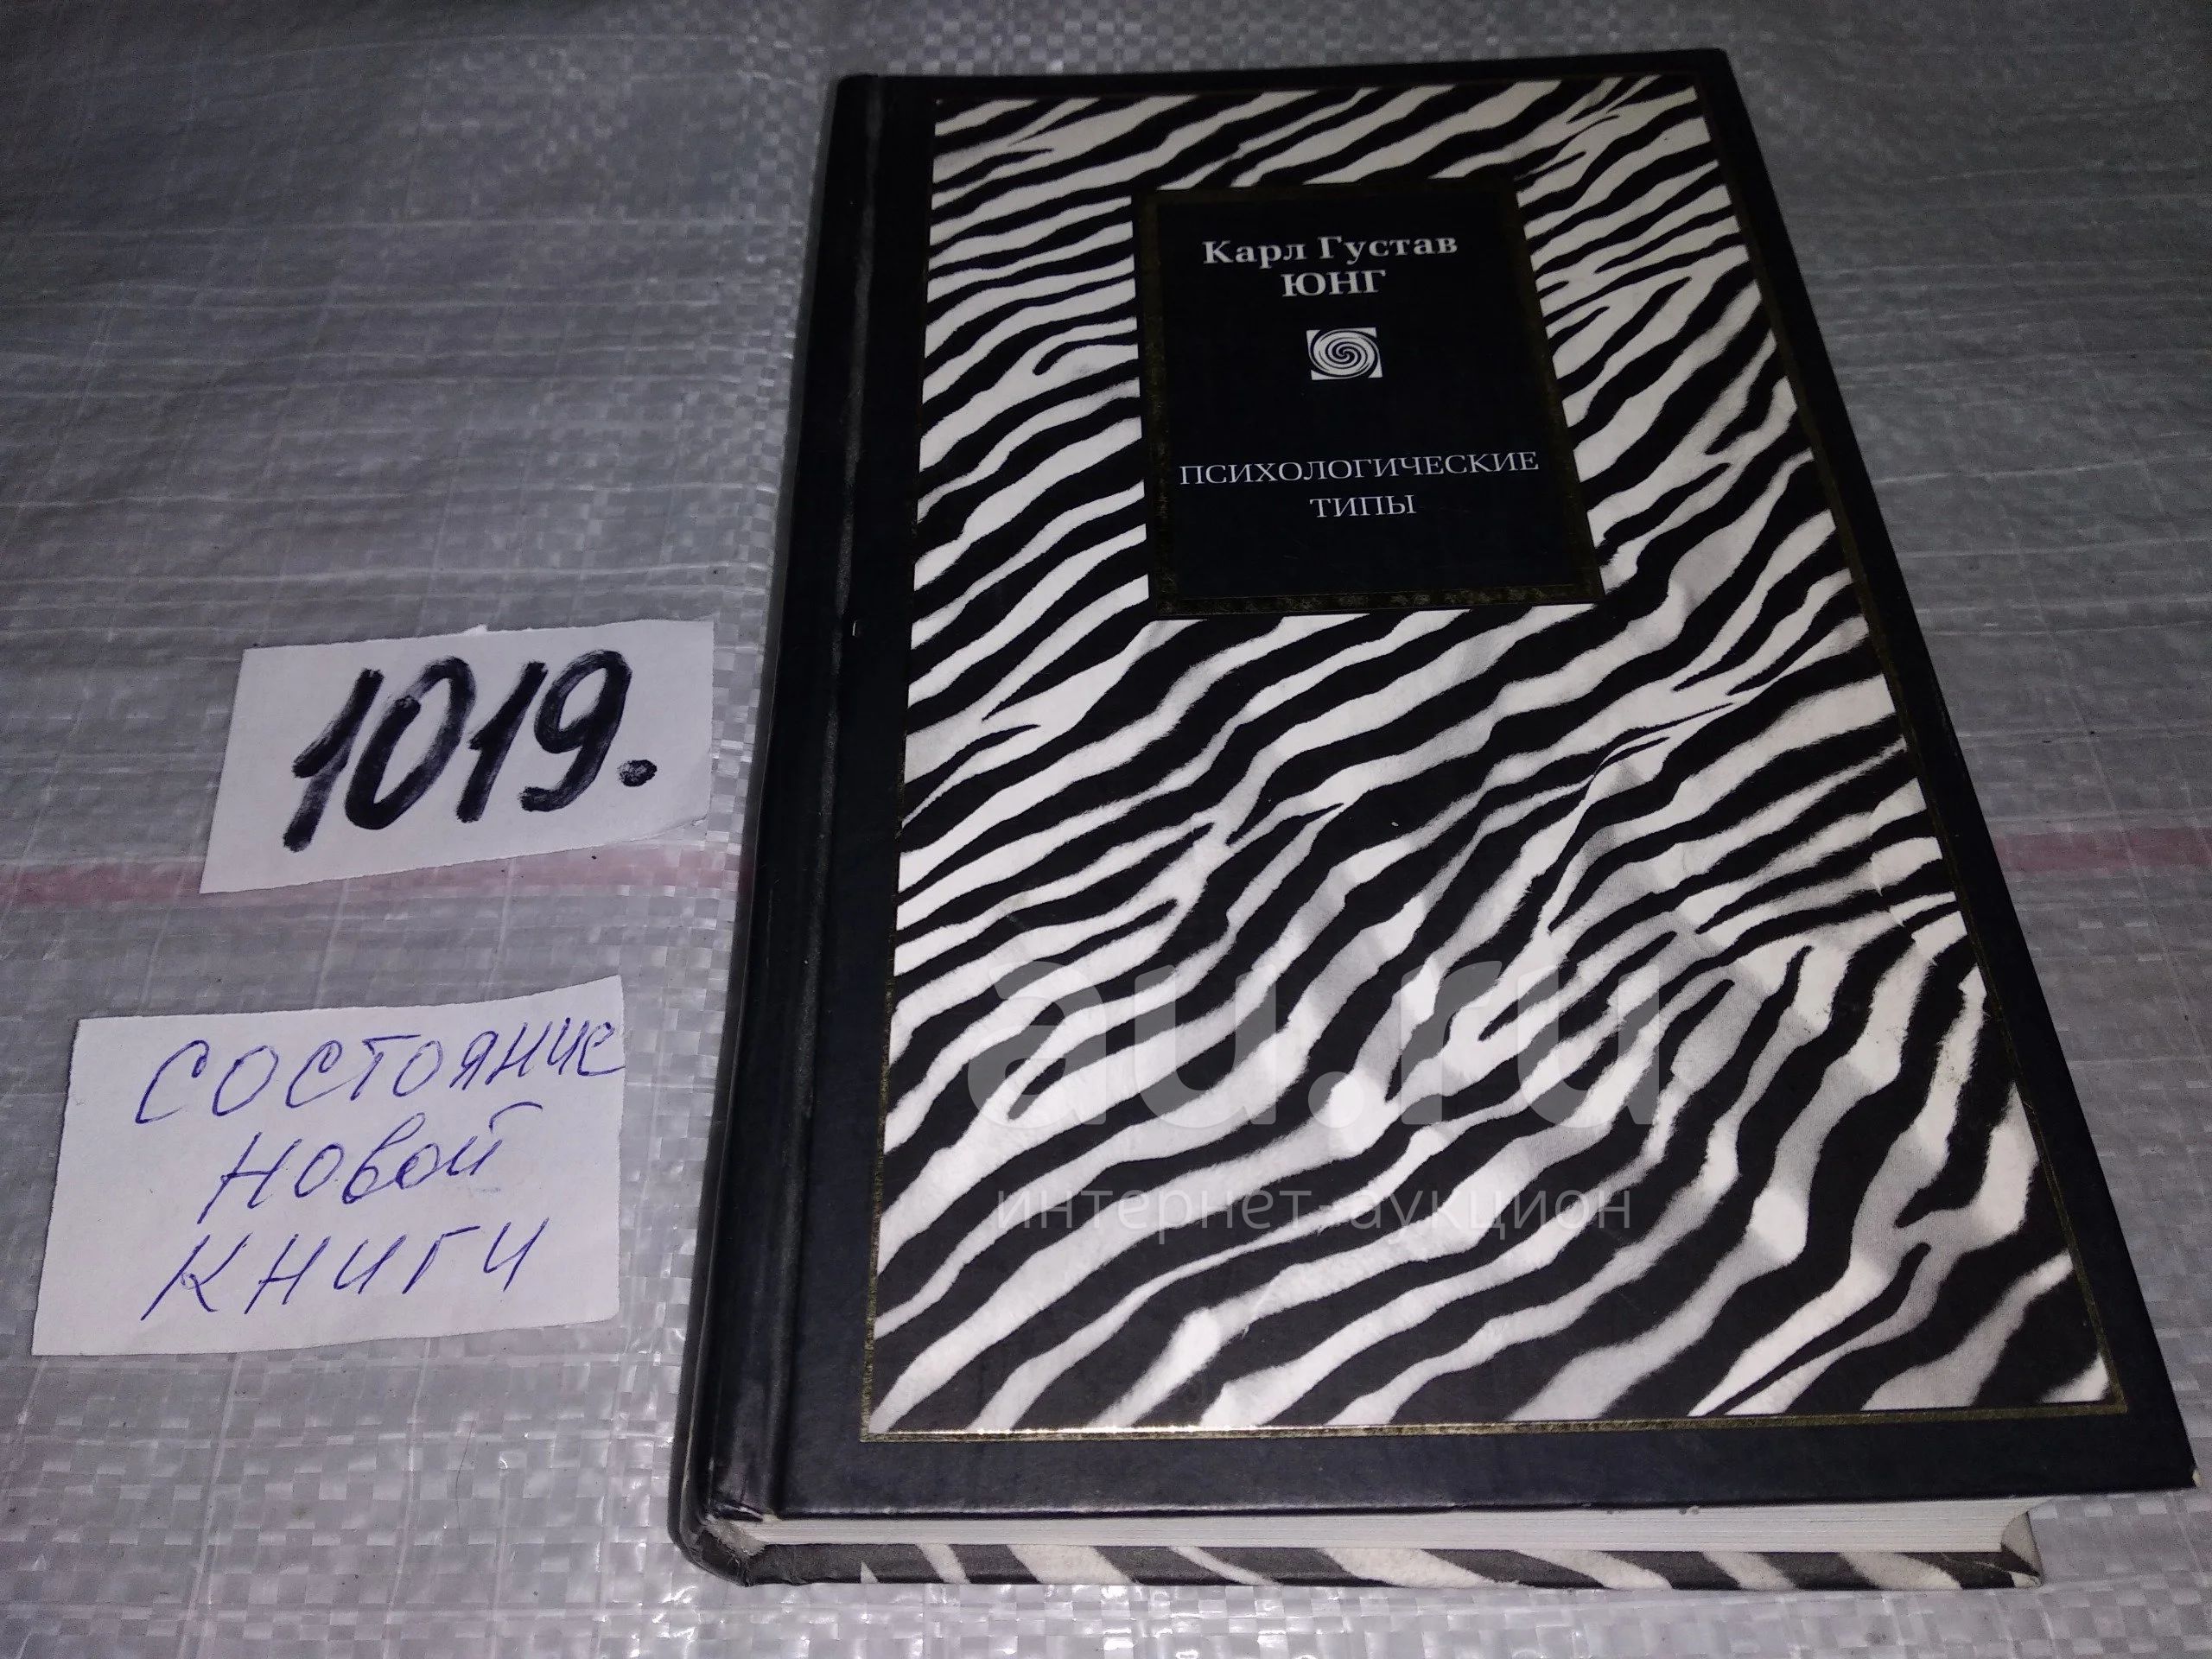 Карл Густав
ЮНГ
ПСИХОЛОГИЧЕСКИЕ
ТИПЫ
1019.
состояние
новой
книги
au.ru
интернет-аукцион